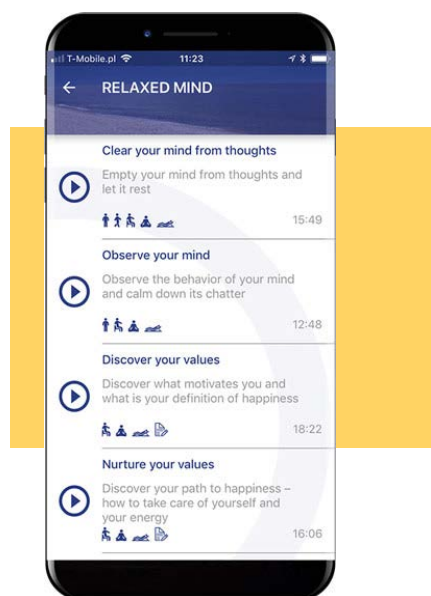 T-Mobile.pl 11:23
RELAXED MIND
Clear your mind from thoughts
Empty your mind from thoughts and
let it rest
15:49
Observe your mind
Observe the behavior of your mind
and calm down its chatter
12:48
Discover your values
Discover what motivates you and
what is your definition of happiness
18:22
Nurture your values
Discover your path to happiness –
how to take care of yourself and
your energy
16:06